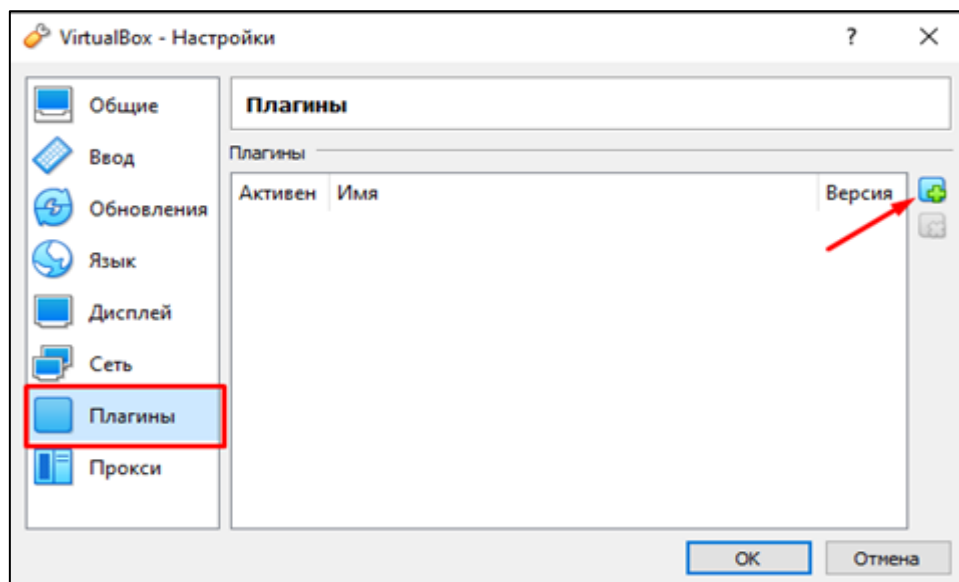 VirtualBox - Настройки
?
Общие
Ввод
Обновления
Язык
Дисплей
Сеть
Плагины
Прокси
Плагины
Плагины
Активен Имя Версия
OK Отмена